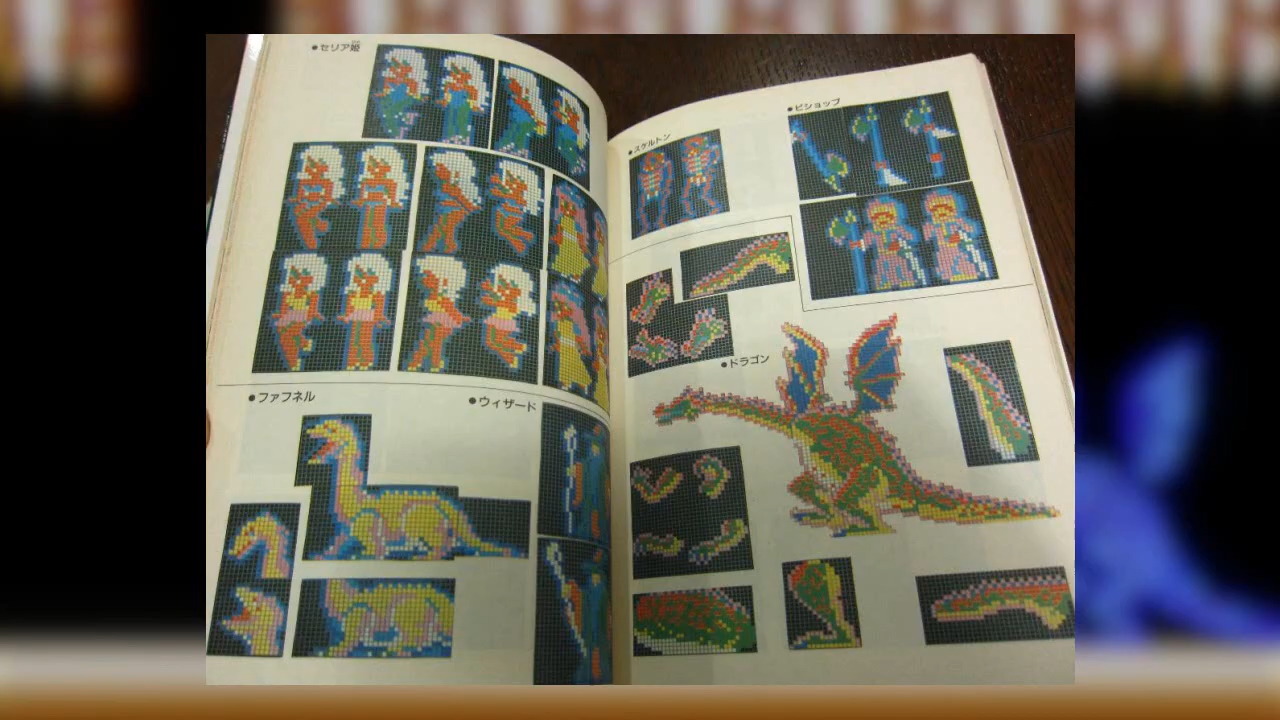 ●セリア姫
●ファフネル
●ウィザード
●スケルトン
●ビショップ
●ドラゴン